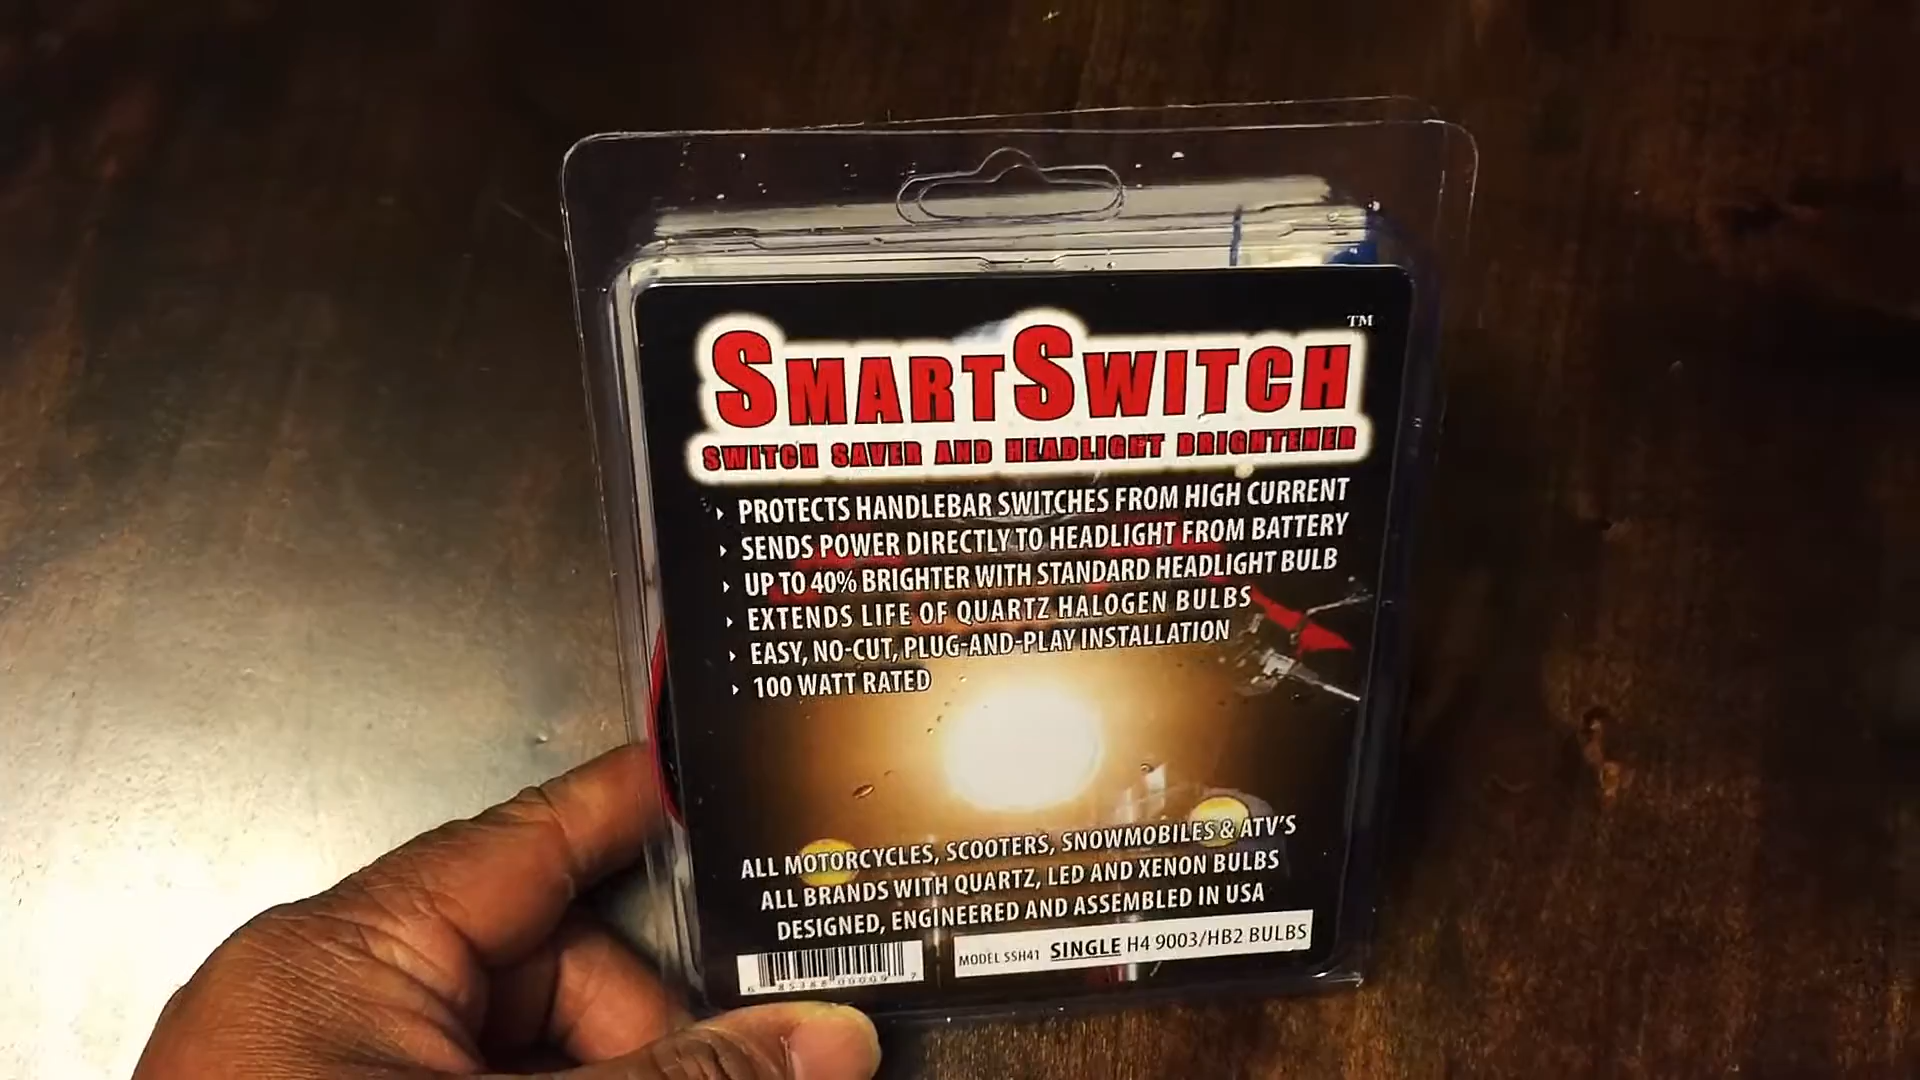 SMARTSWITCH™
SWITCH SAVER AND HEADLIGHT BRIGHTENER
PROTECTS HANDLEBAR SWITCHES FROM HIGH CURRENT
SENDS POWER DIRECTLY TO HEADLIGHT FROM BATTERY
UP TO 40% BRIGHTER WITH STANDARD HEADLIGHT BULB
EXTENDS LIFE OF QUARTZ HALOGEN BULBS
EASY, NO-CUT, PLUG-AND-PLAY INSTALLATION
100 WATT RATED
ALL MOTORCYCLES, SCOOTERS, SNOWMOBILES & ATV'S
ALL BRANDS WITH QUARTZ, LED AND XENON BULBS
DESIGNED, ENGINEERED AND ASSEMBLED IN USA
MODEL SSH41 SINGLE H4 9003/HB2 BULBS